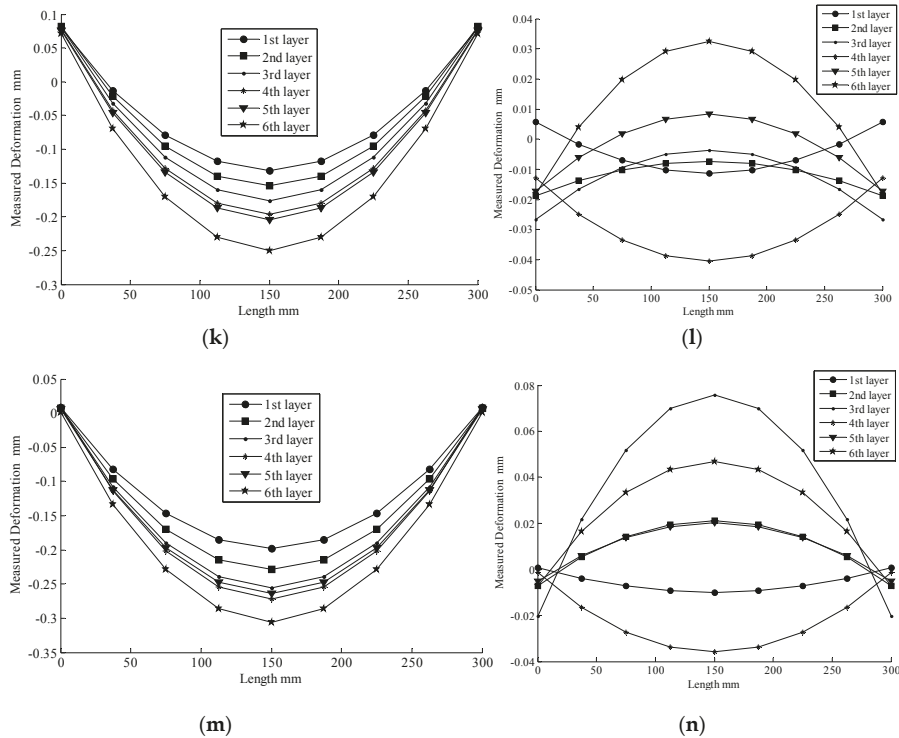 0.1
0.05
0
-0.05
-0.1
-0.15
-0.2
-0.25
-0.3
Measured Deformation mm
1st layer
2nd layer
3rd layer
4th layer
5th layer
6th layer
0 50 100 150 200 250 300
Length mm
(k)
0.04
0.03
0.02
0.01
0
-0.01
-0.02
-0.03
-0.04
-0.05
Measured Deformation mm
1st layer
2nd layer
3rd layer
4th layer
5th layer
6th layer
0 50 100 150 200 250 300
Length mm
(l)
0.05
0
-0.05
-0.1
-0.15
-0.2
-0.25
-0.3
-0.35
Measured Deformation mm
1st layer
2nd layer
3rd layer
4th layer
5th layer
6th layer
0 50 100 150 200 250 300
Length mm
(m)
0.08
0.06
0.04
0.02
0
-0.02
-0.04
Measured Deformation mm
1st layer
2nd layer
3rd layer
4th layer
5th layer
6th layer
0 50 100 150 200 250 300
Length mm
(n)